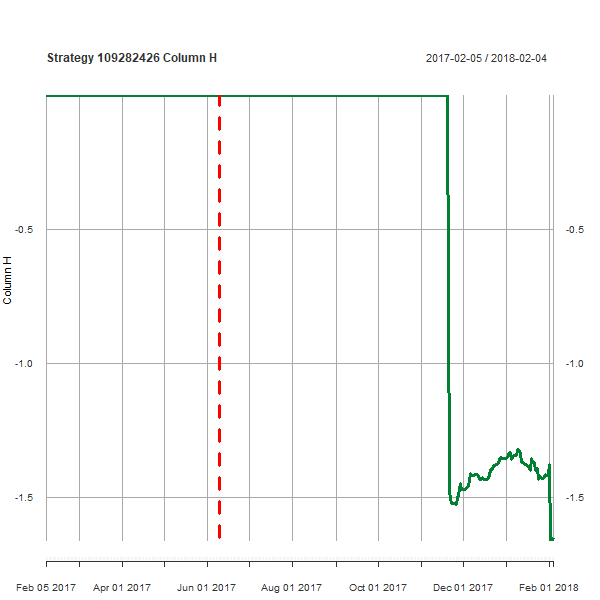 Strategy 109282426 Column H
2017-02-05 / 2018-02-04
-0.5
-0.5
Column H
-1.0
-1.0
-1.5
-1.5
Feb 05 2017
Apr 01 2017
Jun 01 2017
Aug 01 2017
Oct 01 2017
Dec 01 2017
Feb 01 2018